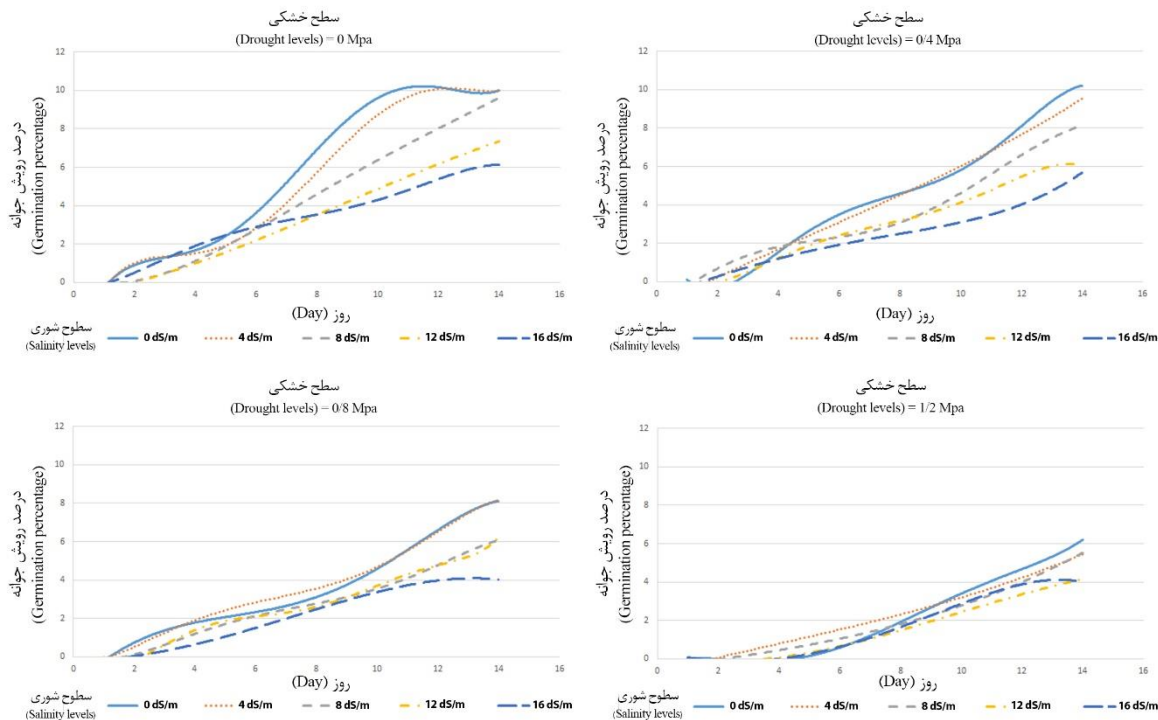 سطح خشکی
(Drought levels) = 0 Mpa
12
10
8
6
4
2
0
0 2 4 6 8 10 12 14 16
درصد رویش جوانه
(Germination percentage)
روز (Day)
سطوح شوری
(Salinity levels)
0 dS/m 4 dS/m 8 dS/m 12 dS/m 16 dS/m
سطح خشکی
(Drought levels) = 0/4 Mpa
12
10
8
6
4
2
0
0 2 4 6 8 10 12 14 16
درصد رویش جوانه
(Germination percentage)
روز (Day)
سطوح شوری
(Salinity levels)
0 dS/m 4 dS/m 8 dS/m 12 dS/m 16 dS/m
سطح خشکی
(Drought levels) = 0/8 Mpa
12
10
8
6
4
2
0
0 2 4 6 8 10 12 14 16
درصد رویش جوانه
(Germination percentage)
روز (Day)
سطوح شوری
(Salinity levels)
0 dS/m 4 dS/m 8 dS/m 12 dS/m 16 dS/m
سطح خشکی
(Drought levels) = 1/2 Mpa
12
10
8
6
4
2
0
0 2 4 6 8 10 12 14 16
درصد رویش جوانه
(Germination percentage)
روز (Day)
سطوح شوری
(Salinity levels)
0 dS/m 4 dS/m 8 dS/m 12 dS/m 16 dS/m